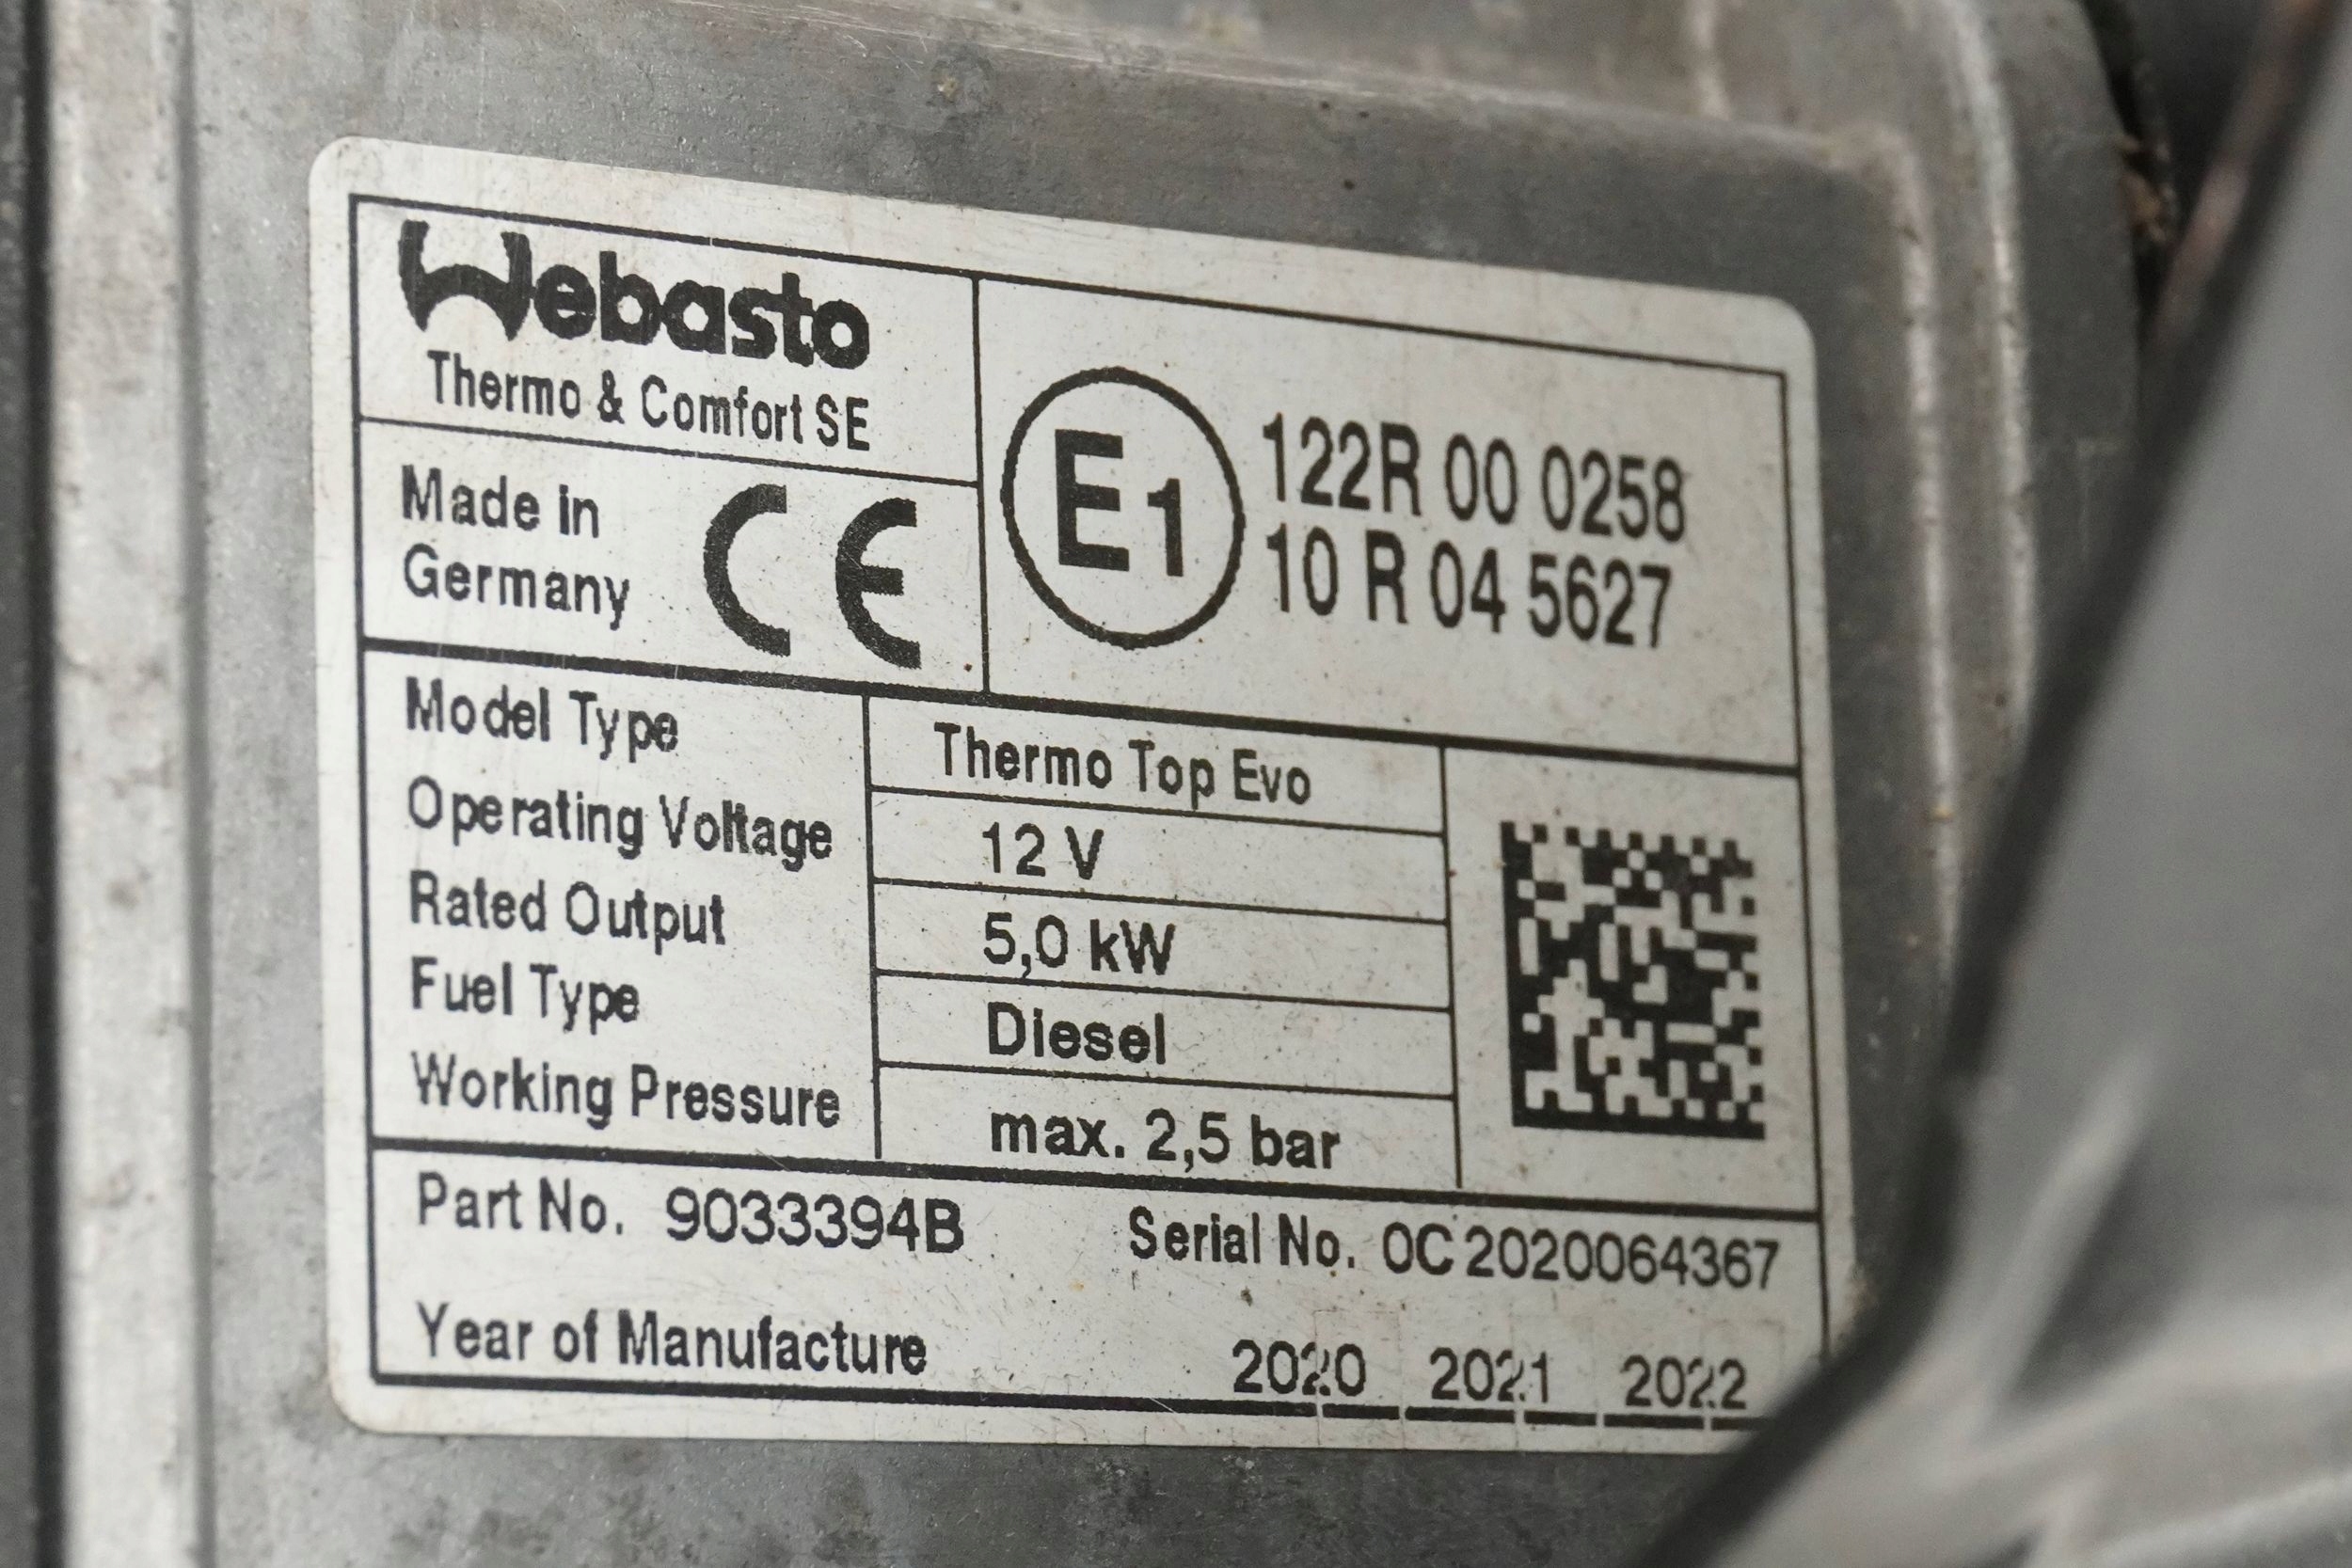 Webasto
Thermo & Comfort SE
Made in
Germany
CE
E1
122R 00 0258
10 R 04 5627
Model Type Thermo Top Evo
Operating Voltage 12 V
Rated Output 5,0 kW
Fuel Type Diesel
Working Pressure max. 2,5 bar
Part No. 9033394B Serial No. 0C2020064367
Year of Manufacture 2020 2021 2022